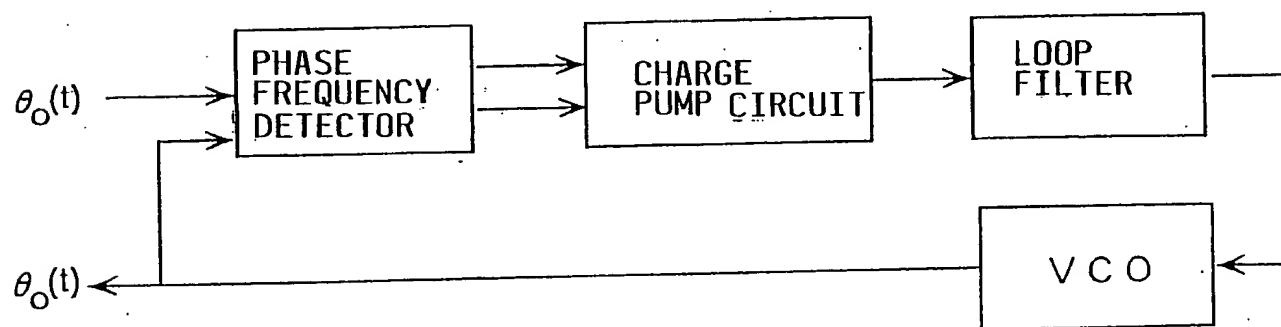 θO(t)
PHASE
FREQUENCY
DETECTOR
CHARGE
PUMP CIRCUIT
LOOP
FILTER
θO(t)
VCO